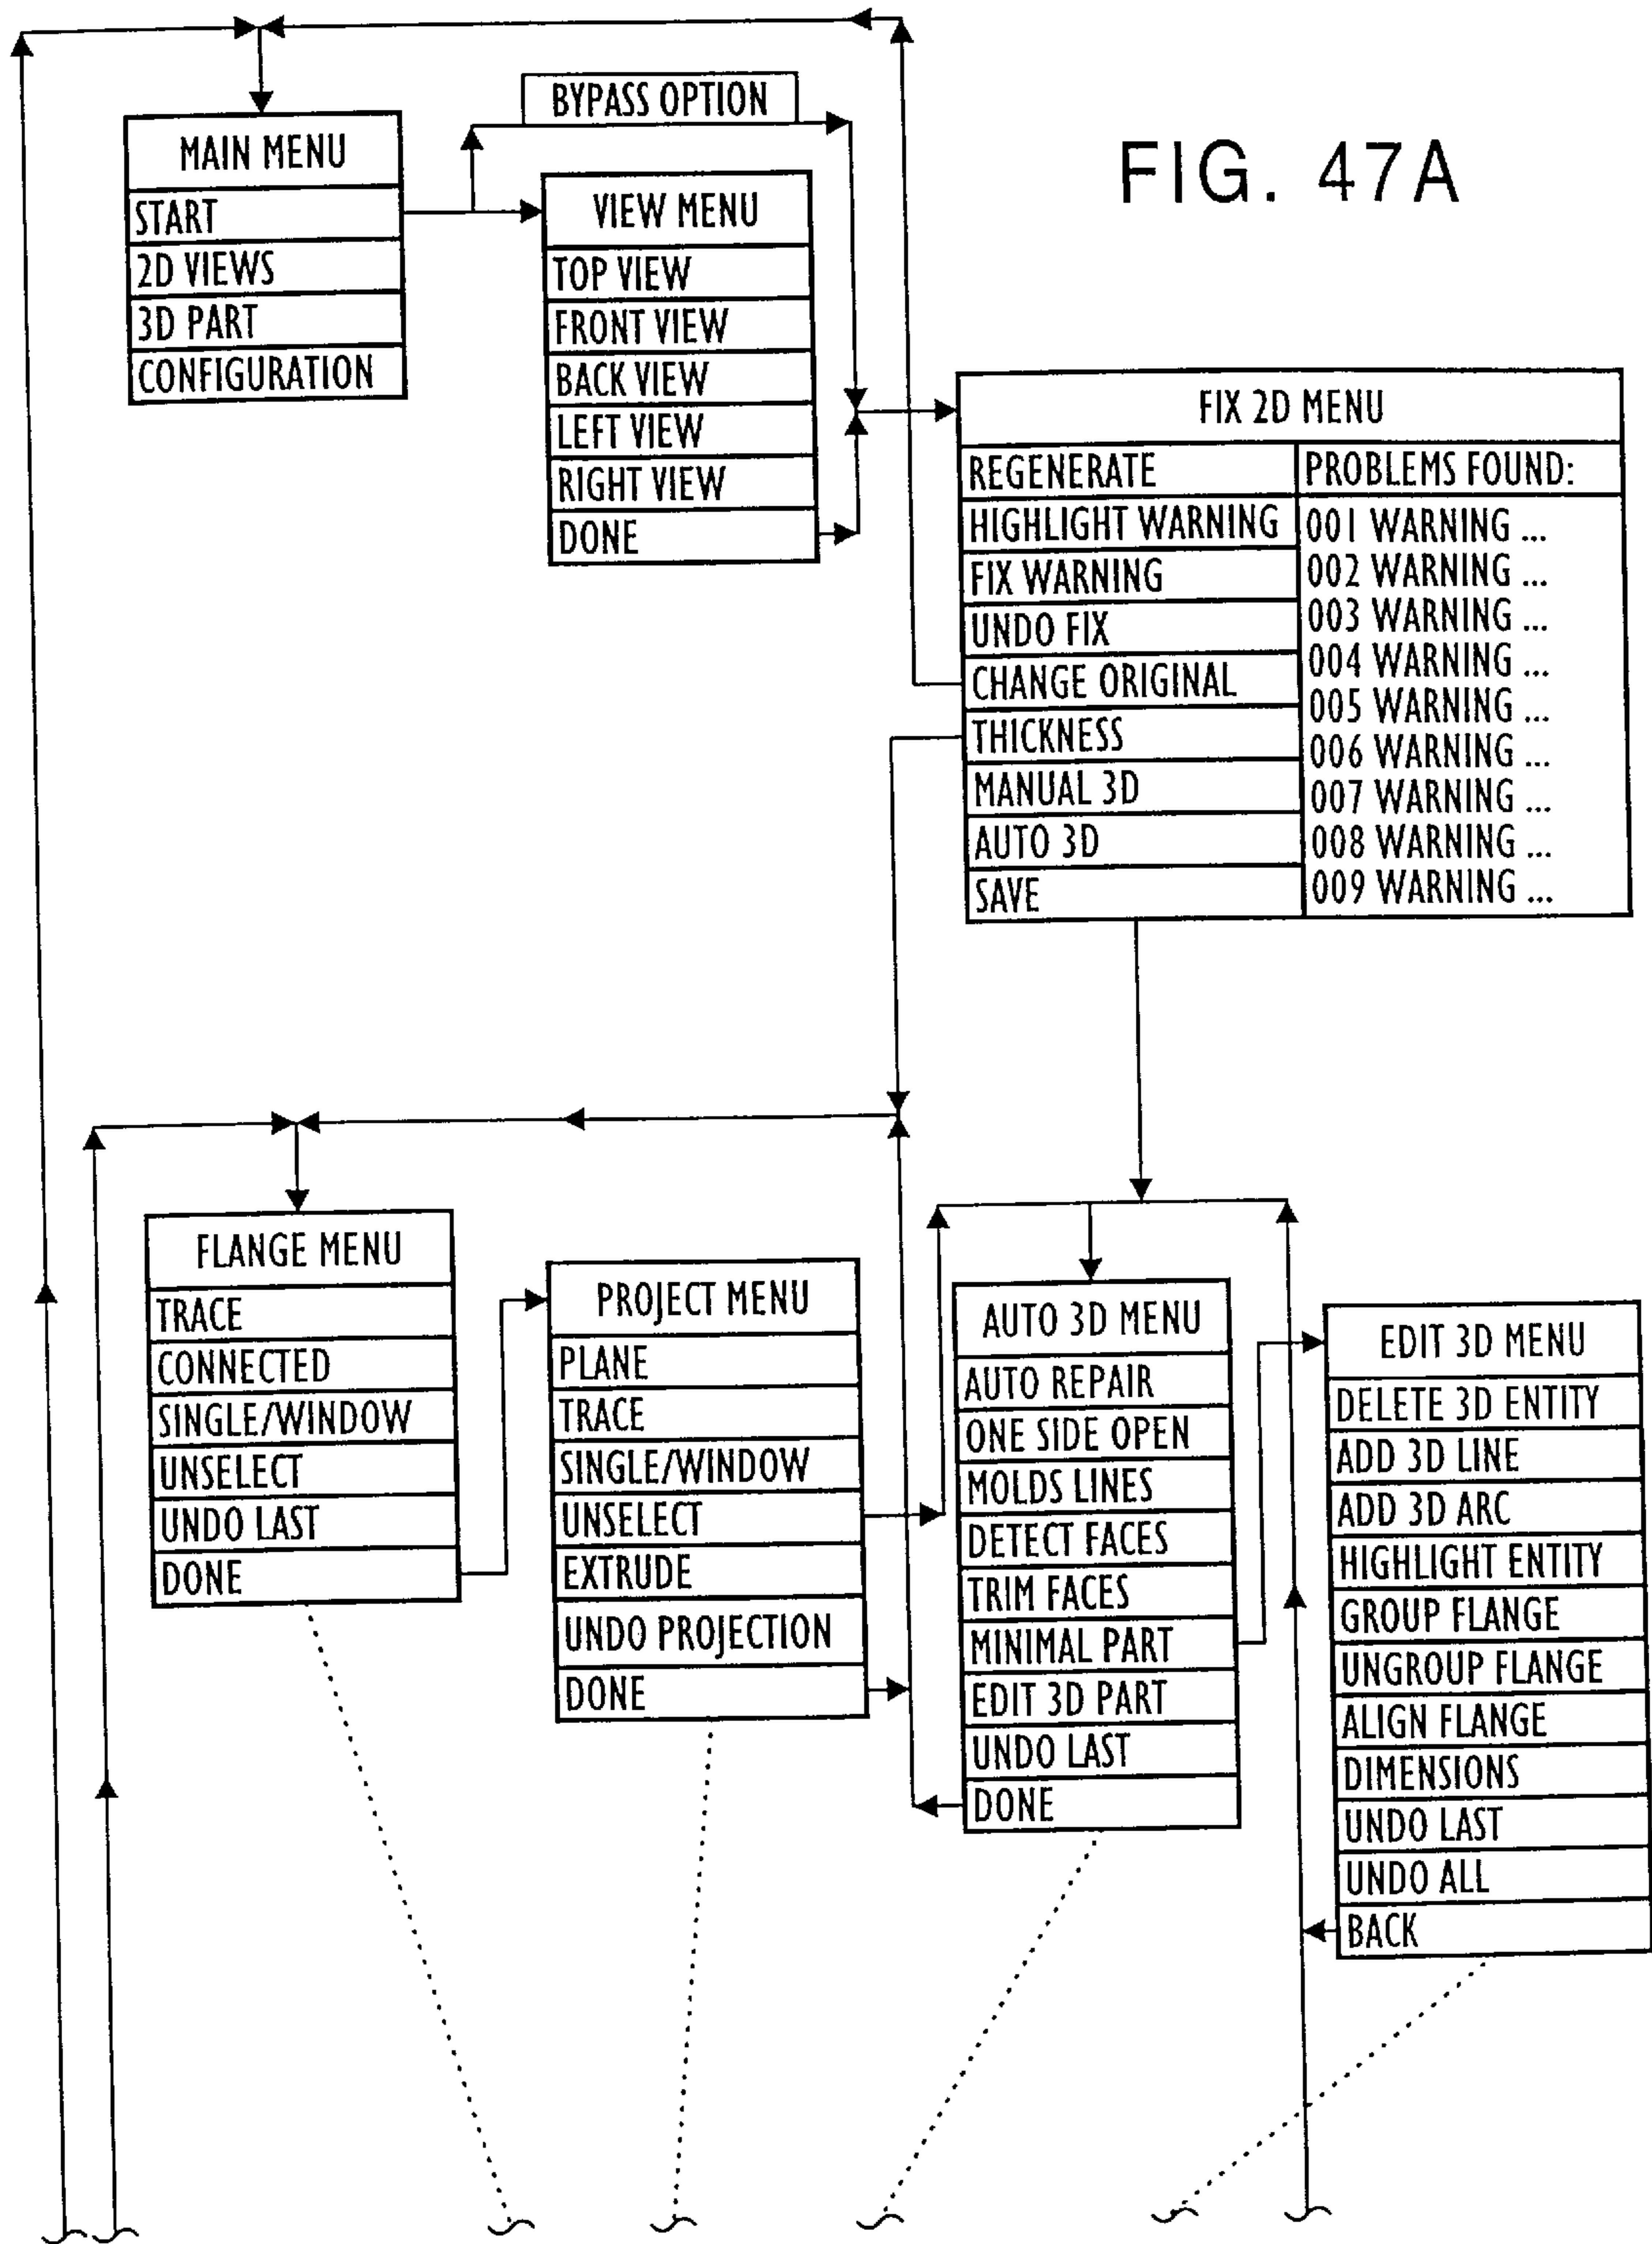 FIG. 47A
BYPASS OPTION
MAIN MENU
START
2D VIEWS
3D PART
CONFIGURATION
VIEW MENU
TOP VIEW
FRONT VIEW
BACK VIEW
LEFT VIEW
RIGHT VIEW
DONE
FIX 2D MENU
REGENERATE
HIGHLIGHT WARNING
FIX WARNING
UNDO FIX
CHANGE ORIGINAL
THICKNESS
MANUAL 3D
AUTO 3D
SAVE
PROBLEMS FOUND:
001 WARNING ...
002 WARNING ...
003 WARNING ...
004 WARNING ...
005 WARNING ...
006 WARNING ...
007 WARNING ...
008 WARNING ...
009 WARNING ...
FLANGE MENU
TRACE
CONNECTED
SINGLE/WINDOW
UNSELECT
UNDO LAST
DONE
PROJECT MENU
PLANE
TRACE
SINGLE/WINDOW
UNSELECT
EXTRUDE
UNDO PROJECTION
DONE
AUTO 3D MENU
AUTO REPAIR
ONE SIDE OPEN
MOLDS LINES
DETECT FACES
TRIM FACES
MINIMAL PART
EDIT 3D PART
UNDO LAST
DONE
EDIT 3D MENU
DELETE 3D ENTITY
ADD 3D LINE
ADD 3D ARC
HIGHLIGHT ENTITY
GROUP FLANGE
UNGROUP FLANGE
ALIGN FLANGE
DIMENSIONS
UNDO LAST
UNDO ALL
BACK